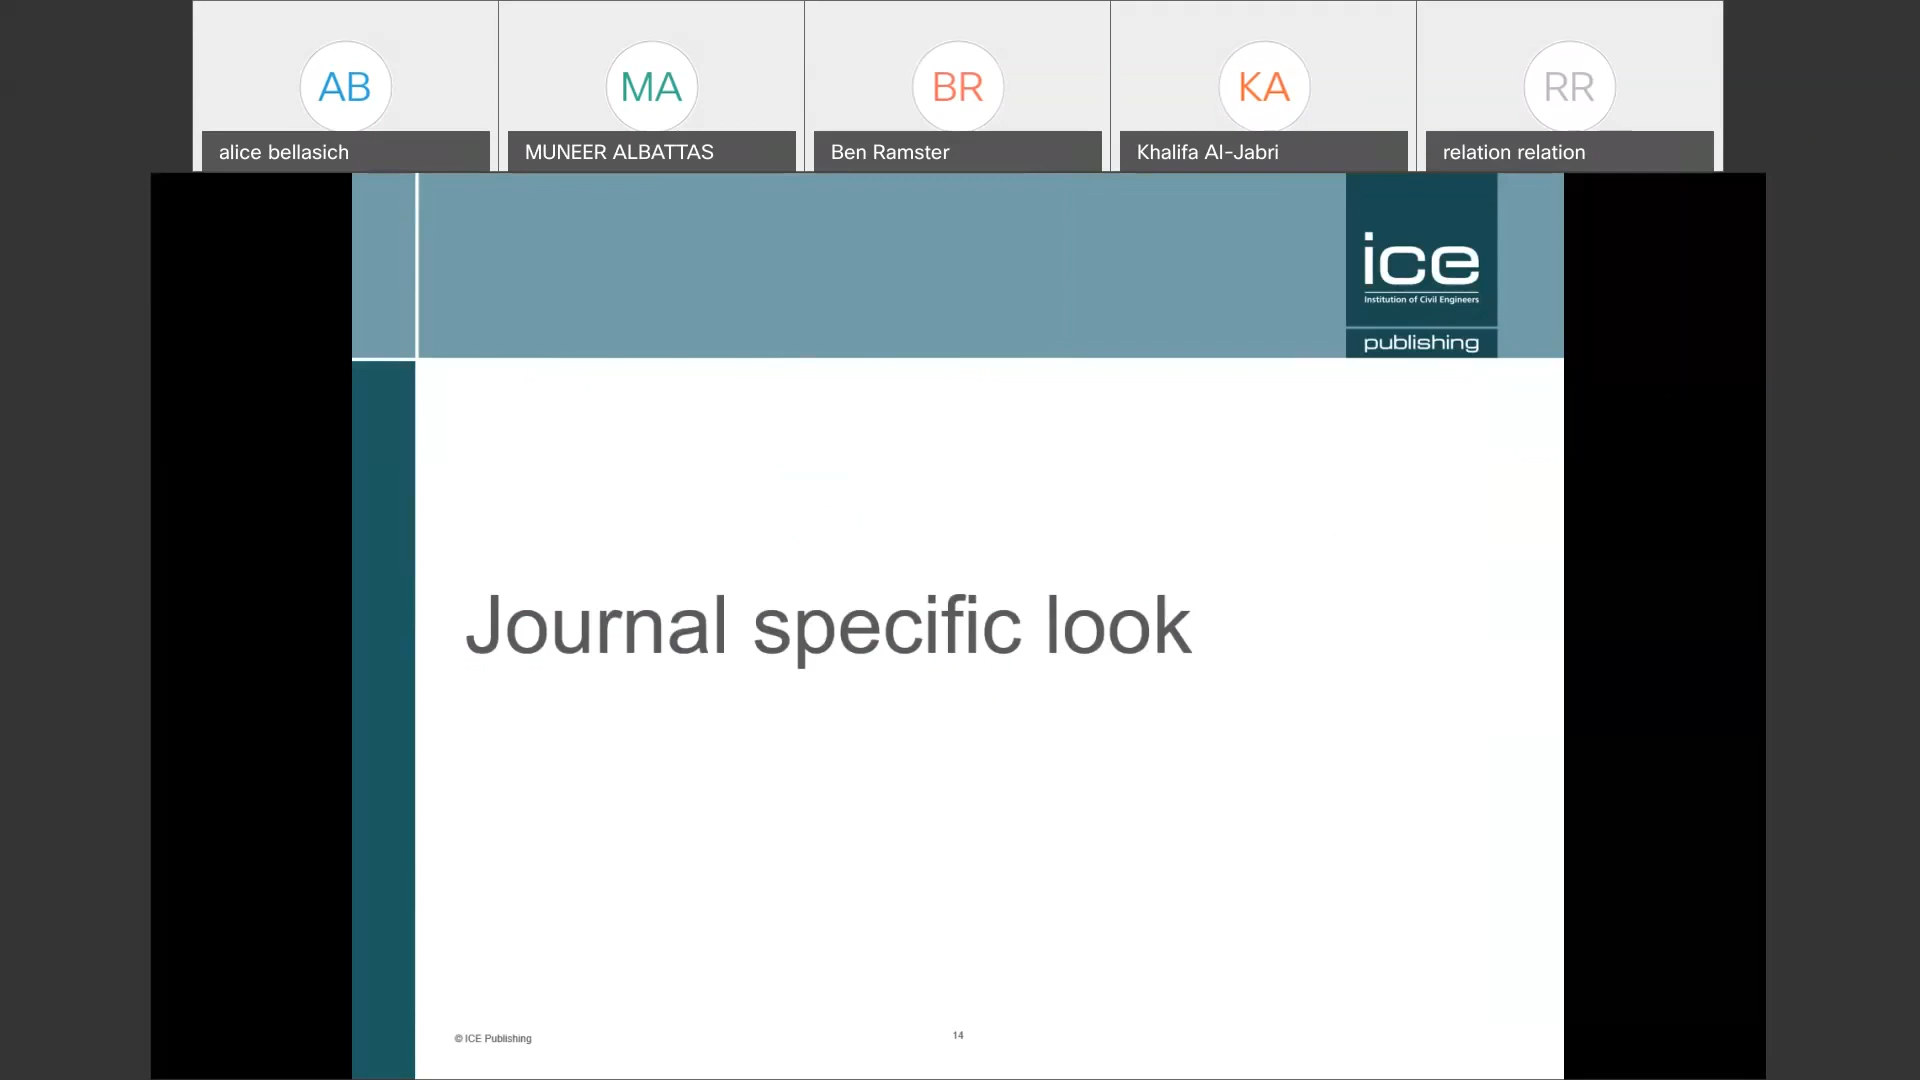 AB
MA
BR
KA
RR
alice bellasich
MUNEER ALBATTAS
Ben Ramster
Khalifa Al-Jabri
relation relation
ice
Institution of Civil Engineers
publishing
Journal specific look
© ICE Publishing
14